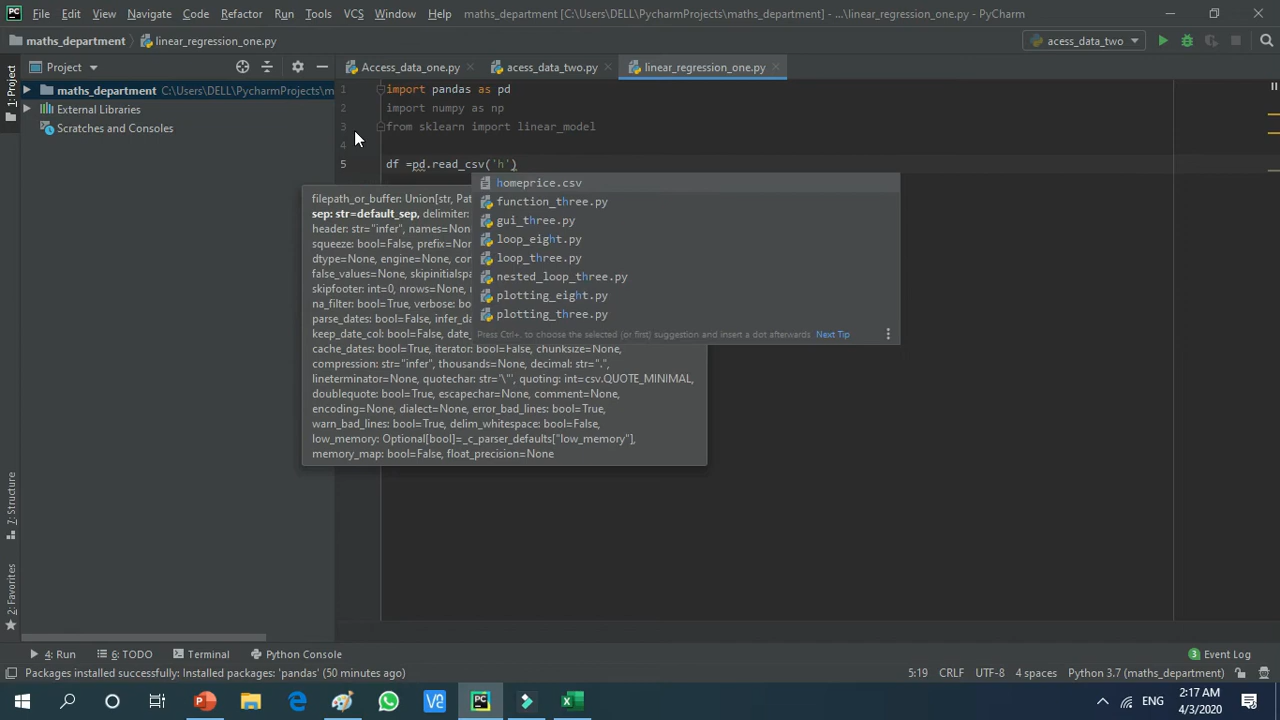 File Edit View Navigate Code Refactor Run Tools VCS Window Help maths_department [C:\Users\DELL\PycharmProjects\maths_department] - ...\linear_regression_one.py - PyCharm
maths_department linear_regression_one.py acess_data_two
1: Project
Project Access_data_one.py acess_data_two.py linear_regression_one.py
maths_department C:\Users\DELL\PycharmProjects\m
External Libraries
Scratches and Consoles
1 import pandas as pd
2 import numpy as np
3 from sklearn import linear_model
4
5 df =pd.read_csv('h')
homeprice.csv
function_three.py
gui_three.py
loop_eight.py
loop_three.py
nested_loop_three.py
plotting_eight.py
plotting_three.py
Press Ctrl+. to choose the selected (or first) suggestion and insert a dot afterwards Next Tip
filepath_or_buffer: Union[str, Pat
sep: str=default_sep, delimiter:
header: str="infer", names=None
squeeze: bool=False, prefix=Non
dtype=None, engine=None, con
false_values=None, skipinitialspa
skipfooter: int=0, nrows=None,
na_filter: bool=True, verbose: bo
parse_dates: bool=False, infer_da
keep_date_col: bool=False, date_
cache_dates: bool=True, iterator: bool=False, chunksize=None,
compression: str="infer", thousands=None, decimal: str=".",
lineterminator=None, quotechar: str="\"', quoting: int=csv.QUOTE_MINIMAL,
doublequote: bool=True, escapechar=None, comment=None,
encoding=None, dialect=None, error_bad_lines: bool=True,
warn_bad_lines: bool=True, delim_whitespace: bool=False,
low_memory: Optional[bool]=_c_parser_defaults["low_memory"],
memory_map: bool=False, float_precision=None
7: Structure
2: Favorites
4: Run 6: TODO Terminal Python Console 3 Event Log
Packages installed successfully: Installed packages: 'pandas' (50 minutes ago) 5:19 CRLF UTF-8 4 spaces Python 3.7 (maths_department)
ENG 2:17 AM
4/3/2020